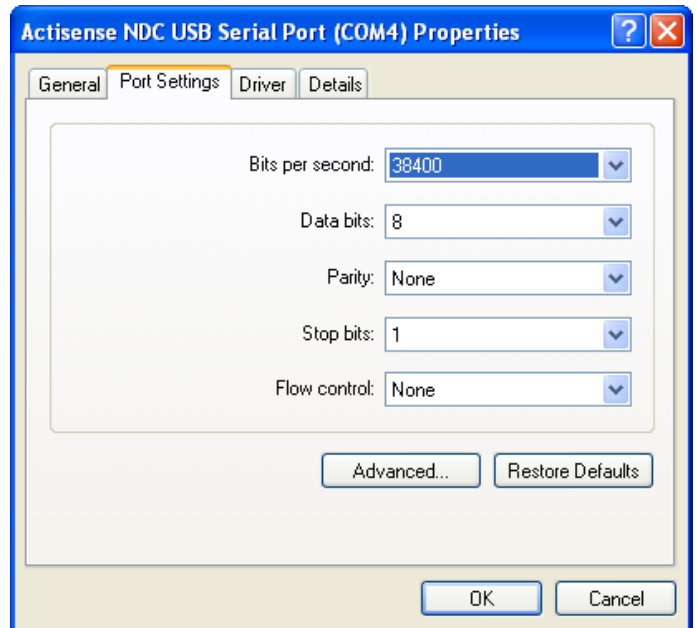 Actisense NDC USB Serial Port (COM4) Properties
General Port Settings Driver Details
Bits per second: 38400
Data bits: 8
Parity: None
Stop bits: 1
Flow control: None
Advanced... Restore Defaults
OK Cancel